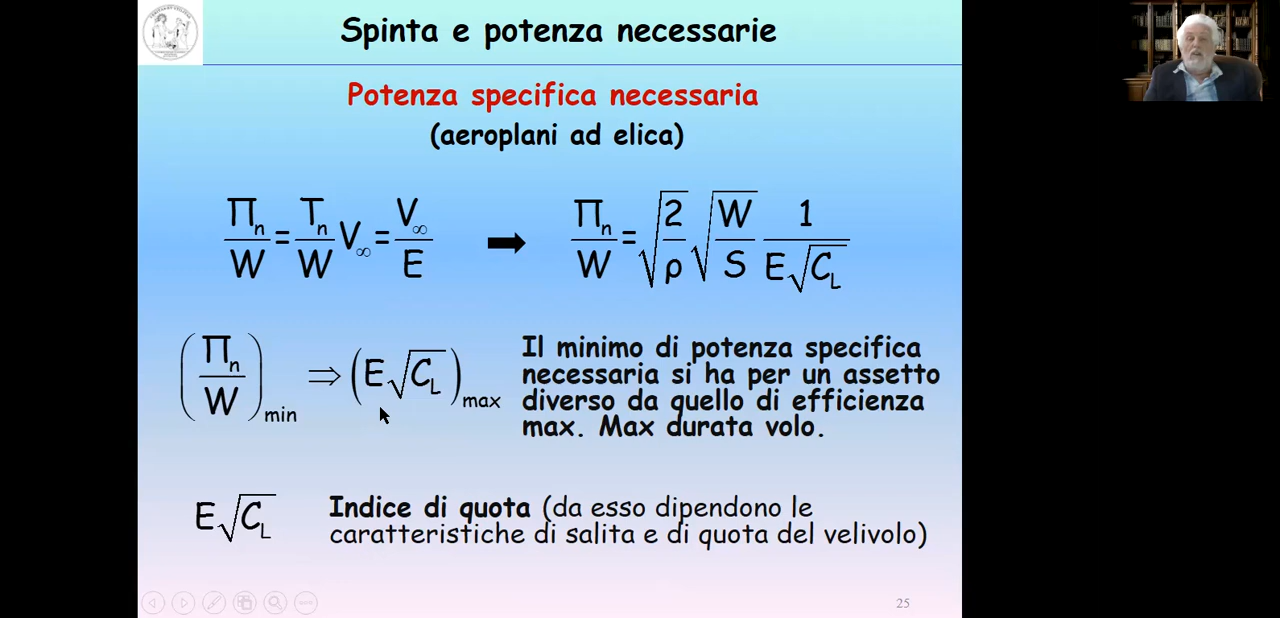 Spinta e potenza necessarie
Potenza specifica necessaria
(aeroplani ad elica)
Πn/W = Tn/W V∞ = V∞/E ➡ Πn/W = √(2/ρ) √(W/S) 1/(E√CL)
(Πn/W)min ⇒ (E√CL)max
Il minimo di potenza specifica
necessaria si ha per un assetto
diverso da quello di efficienza
max. Max durata volo.
E√CL
Indice di quota (da esso dipendono le
caratteristiche di salita e di quota del velivolo)
25